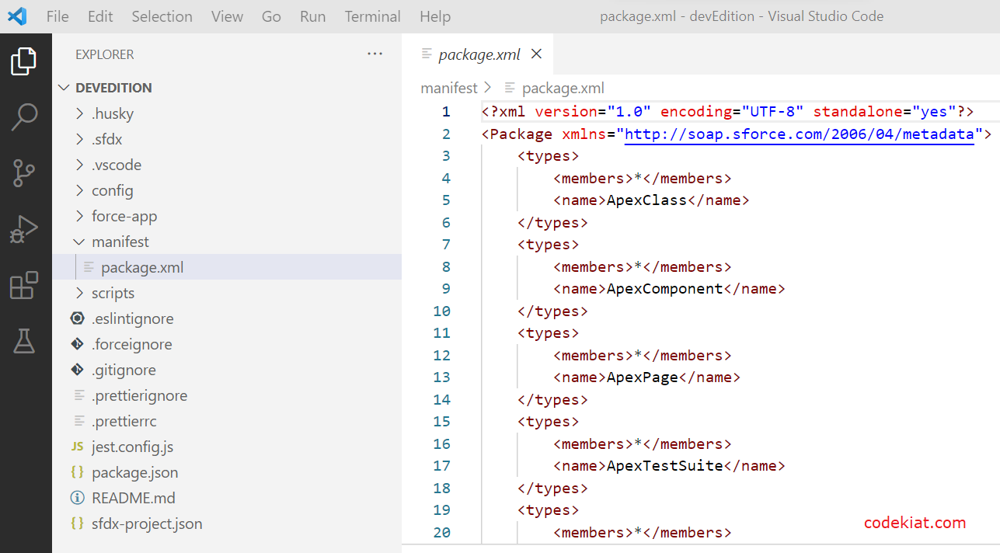 File Edit Selection View Go Run Terminal Help package.xml - devEdition - Visual Studio Code
EXPLORER ···
DEVEDITION
.husky
.sfdx
.vscode
config
force-app
manifest
package.xml
scripts
.eslintignore
.forceignore
.gitignore
.prettierignore
.prettierrc
JS jest.config.js
{} package.json
README.md
{} sfdx-project.json
package.xml
manifest > package.xml
1 <?xml version="1.0" encoding="UTF-8" standalone="yes"?>
2 <Package xmlns="http://soap.sforce.com/2006/04/metadata">
3 <types>
4 <members>*</members>
5 <name>ApexClass</name>
6 </types>
7 <types>
8 <members>*</members>
9 <name>ApexComponent</name>
10 </types>
11 <types>
12 <members>*</members>
13 <name>ApexPage</name>
14 </types>
15 <types>
16 <members>*</members>
17 <name>ApexTestSuite</name>
18 </types>
19 <types>
20 <members>*</members>
codekiat.com